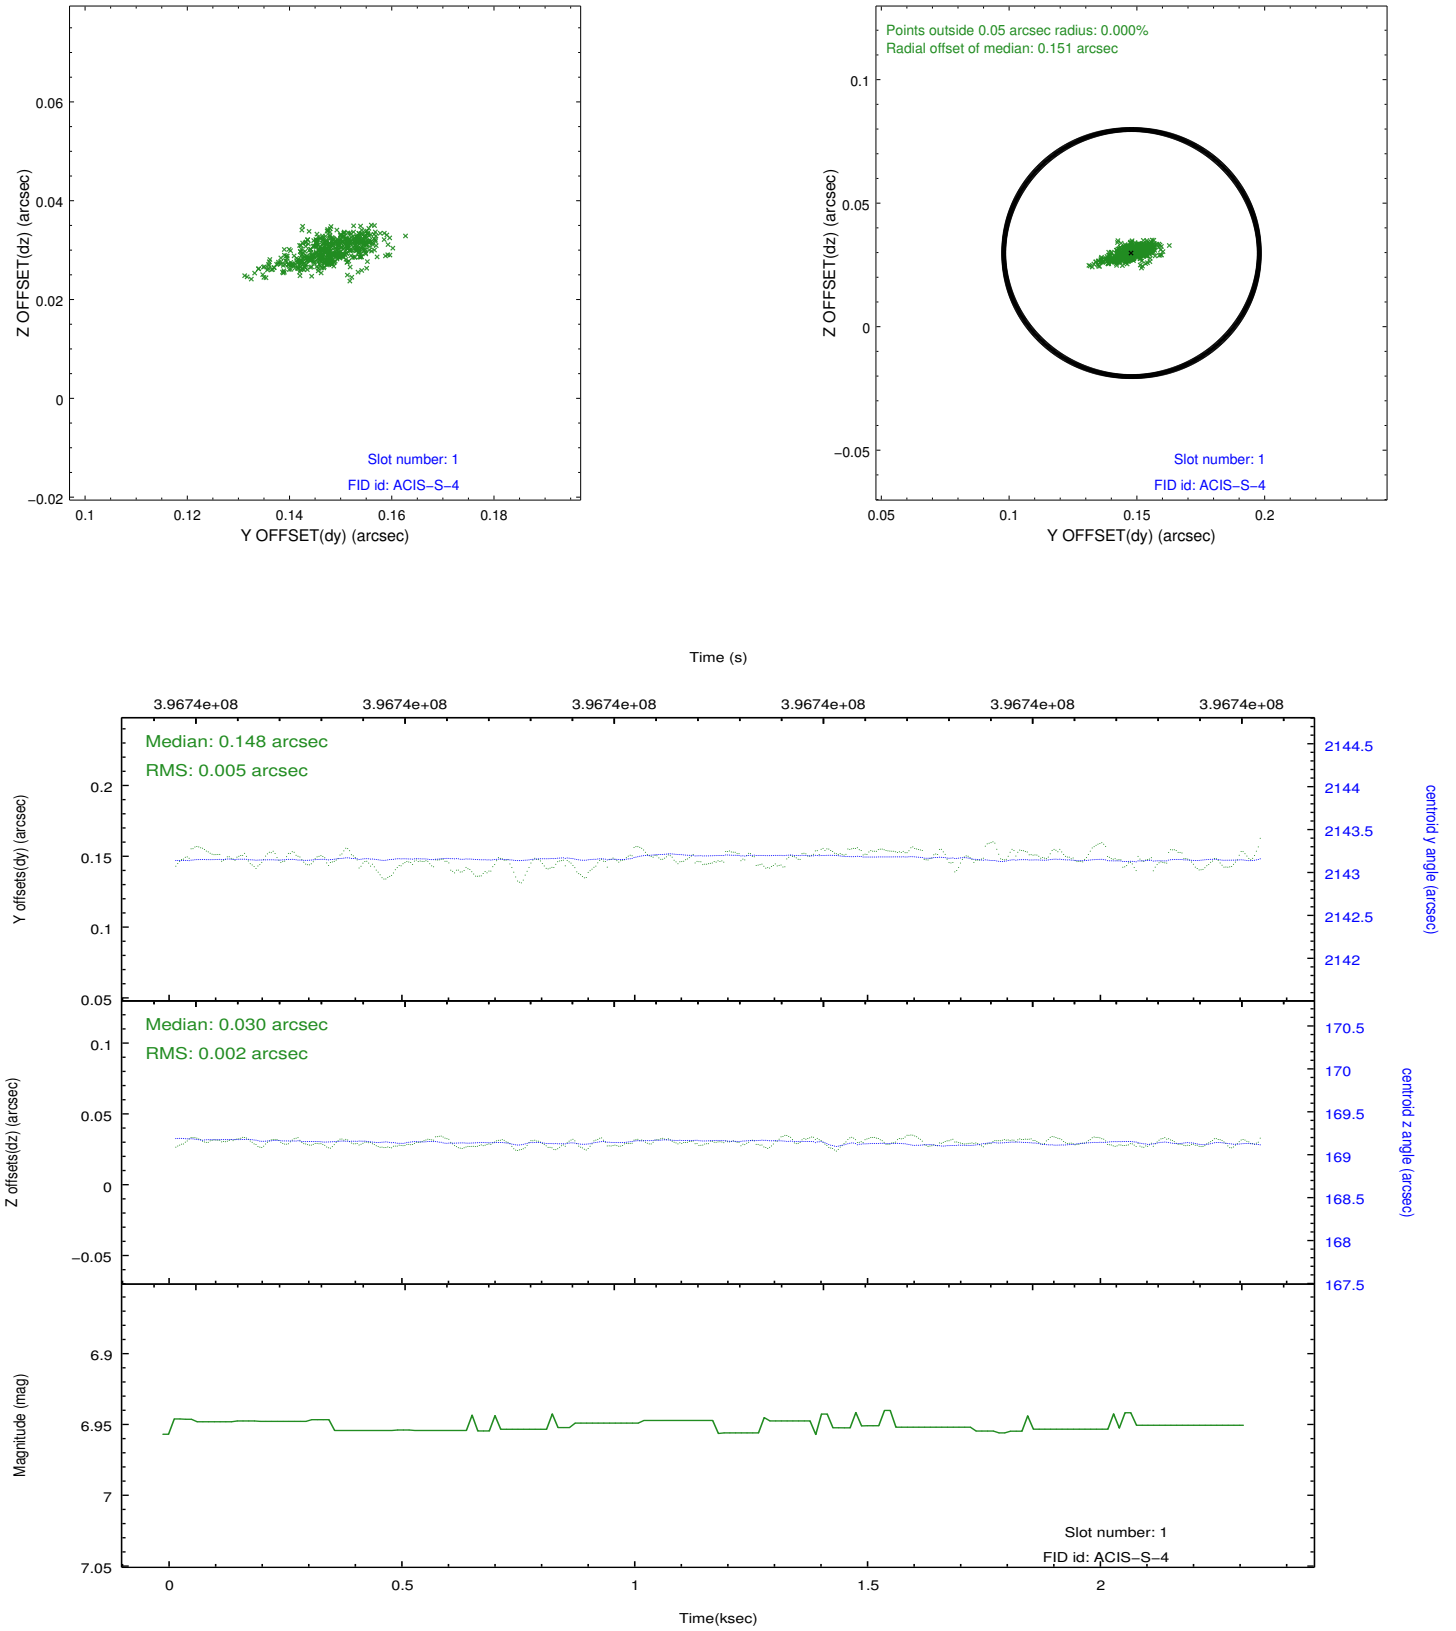 0.06
0.04
0.02
0
−0.02
0.1
0.12
0.14
0.16
0.18
Z OFFSET(dz) (arcsec)
Y OFFSET(dy) (arcsec)
Slot number: 1
FID id: ACIS−S−4
Points outside 0.05 arcsec radius: 0.000%
Radial offset of median: 0.151 arcsec
0.1
0.05
0
−0.05
0.05
0.1
0.15
0.2
Z OFFSET(dz) (arcsec)
Y OFFSET(dy) (arcsec)
Slot number: 1
FID id: ACIS−S−4
Time (s)
3.9674e+08
3.9674e+08
3.9674e+08
3.9674e+08
3.9674e+08
3.9674e+08
Median: 0.148 arcsec
RMS: 0.005 arcsec
0.2
0.15
0.1
0.05
Y offsets(dy) (arcsec)
2144.5
2144
2143.5
2143
2142.5
2142
centroid y angle (arcsec)
Median: 0.030 arcsec
RMS: 0.002 arcsec
0.1
0.05
0
−0.05
Z offsets(dz) (arcsec)
170.5
170
169.5
169
168.5
168
167.5
centroid z angle (arcsec)
6.9
6.95
7
7.05
Magnitude (mag)
Slot number: 1
FID id: ACIS−S−4
0
0.5
1
1.5
2
Time(ksec)